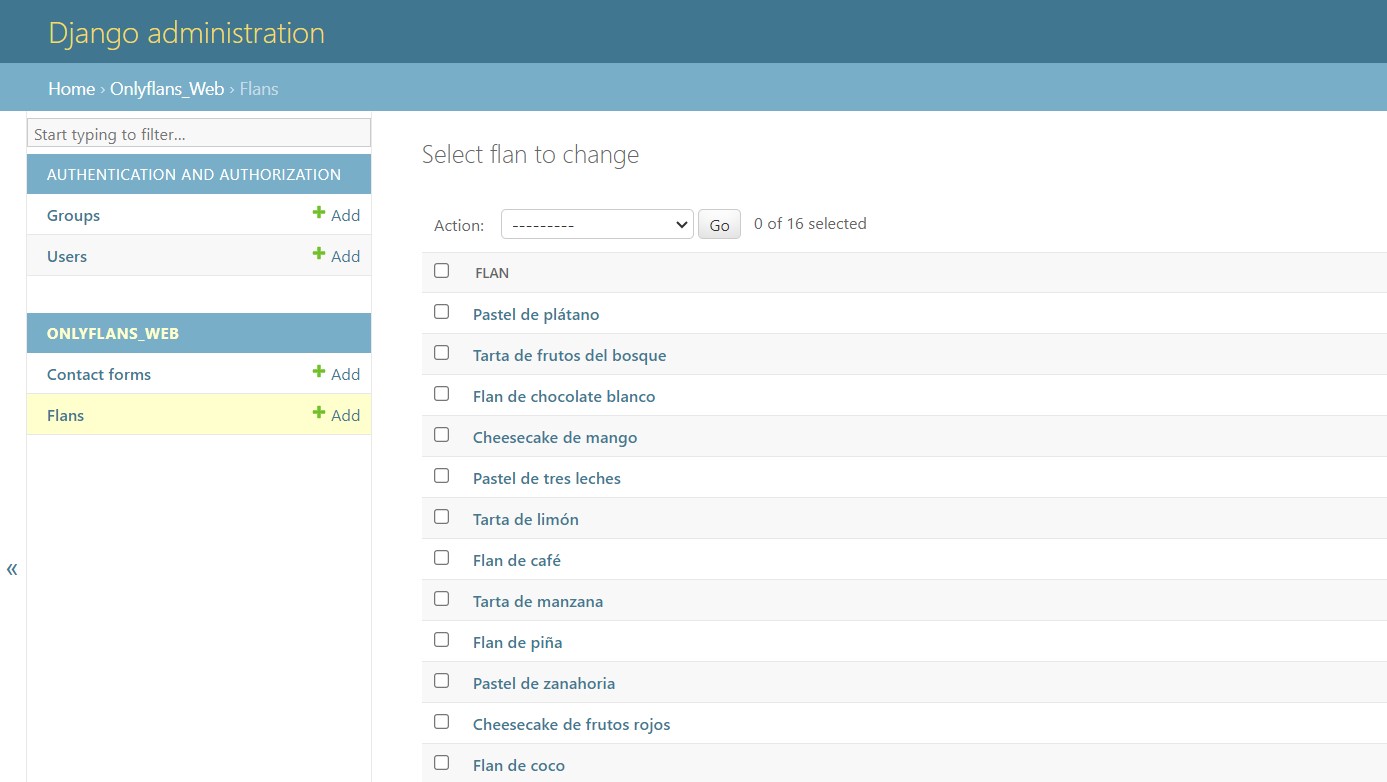 Django administration
Home › Onlyflans_Web › Flans
Start typing to filter...
AUTHENTICATION AND AUTHORIZATION
Groups + Add
Users + Add
ONLYFLANS_WEB
Contact forms + Add
Flans + Add
«
Select flan to change
Action: --------- Go 0 of 16 selected
FLAN
Pastel de plátano
Tarta de frutos del bosque
Flan de chocolate blanco
Cheesecake de mango
Pastel de tres leches
Tarta de limón
Flan de café
Tarta de manzana
Flan de piña
Pastel de zanahoria
Cheesecake de frutos rojos
Flan de coco